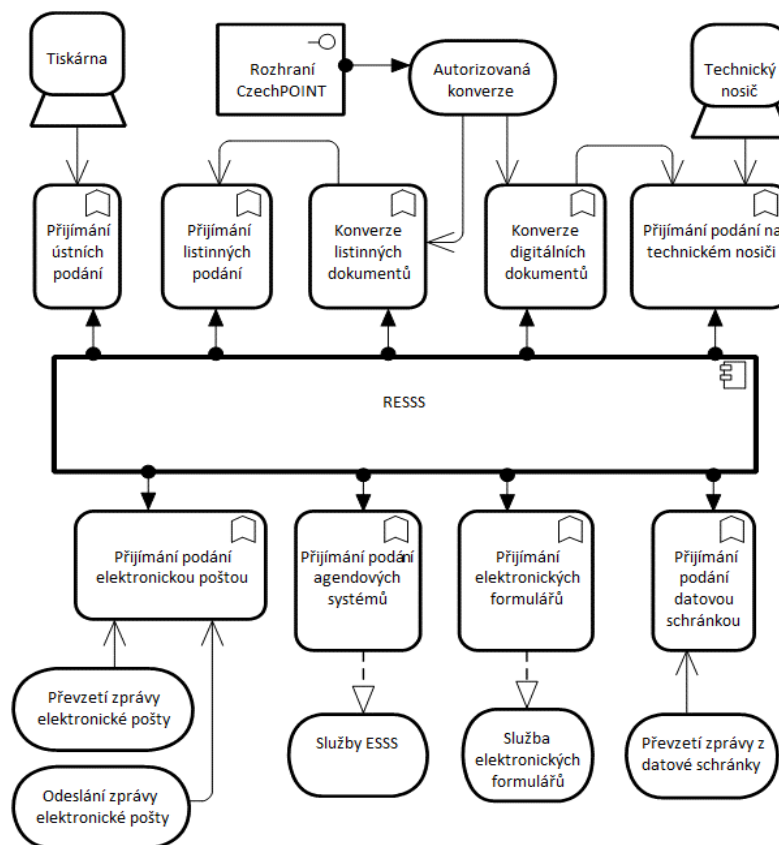 Tiskárna
Rozhraní
CzechPOINT
Autorizovaná
konverze
Technický
nosič
Přijímání
ústních
podání
Přijímání
listinných
podání
Konverze
listinných
dokumentů
Konverze
digitálních
dokumentů
Přijímání podání na
technickém nosiči
RESSS
Přijímání podání
elektronickou poštou
Přijímání podání
agendových
systémů
Přijímání
elektronických
formulářů
Přijímání
podání
datovou
schránkou
Převzetí zprávy
elektronické pošty
Služby ESSS
Služba
elektronických
formulářů
Převzetí zprávy z
datové schránky
Odeslání zprávy
elektronické pošty